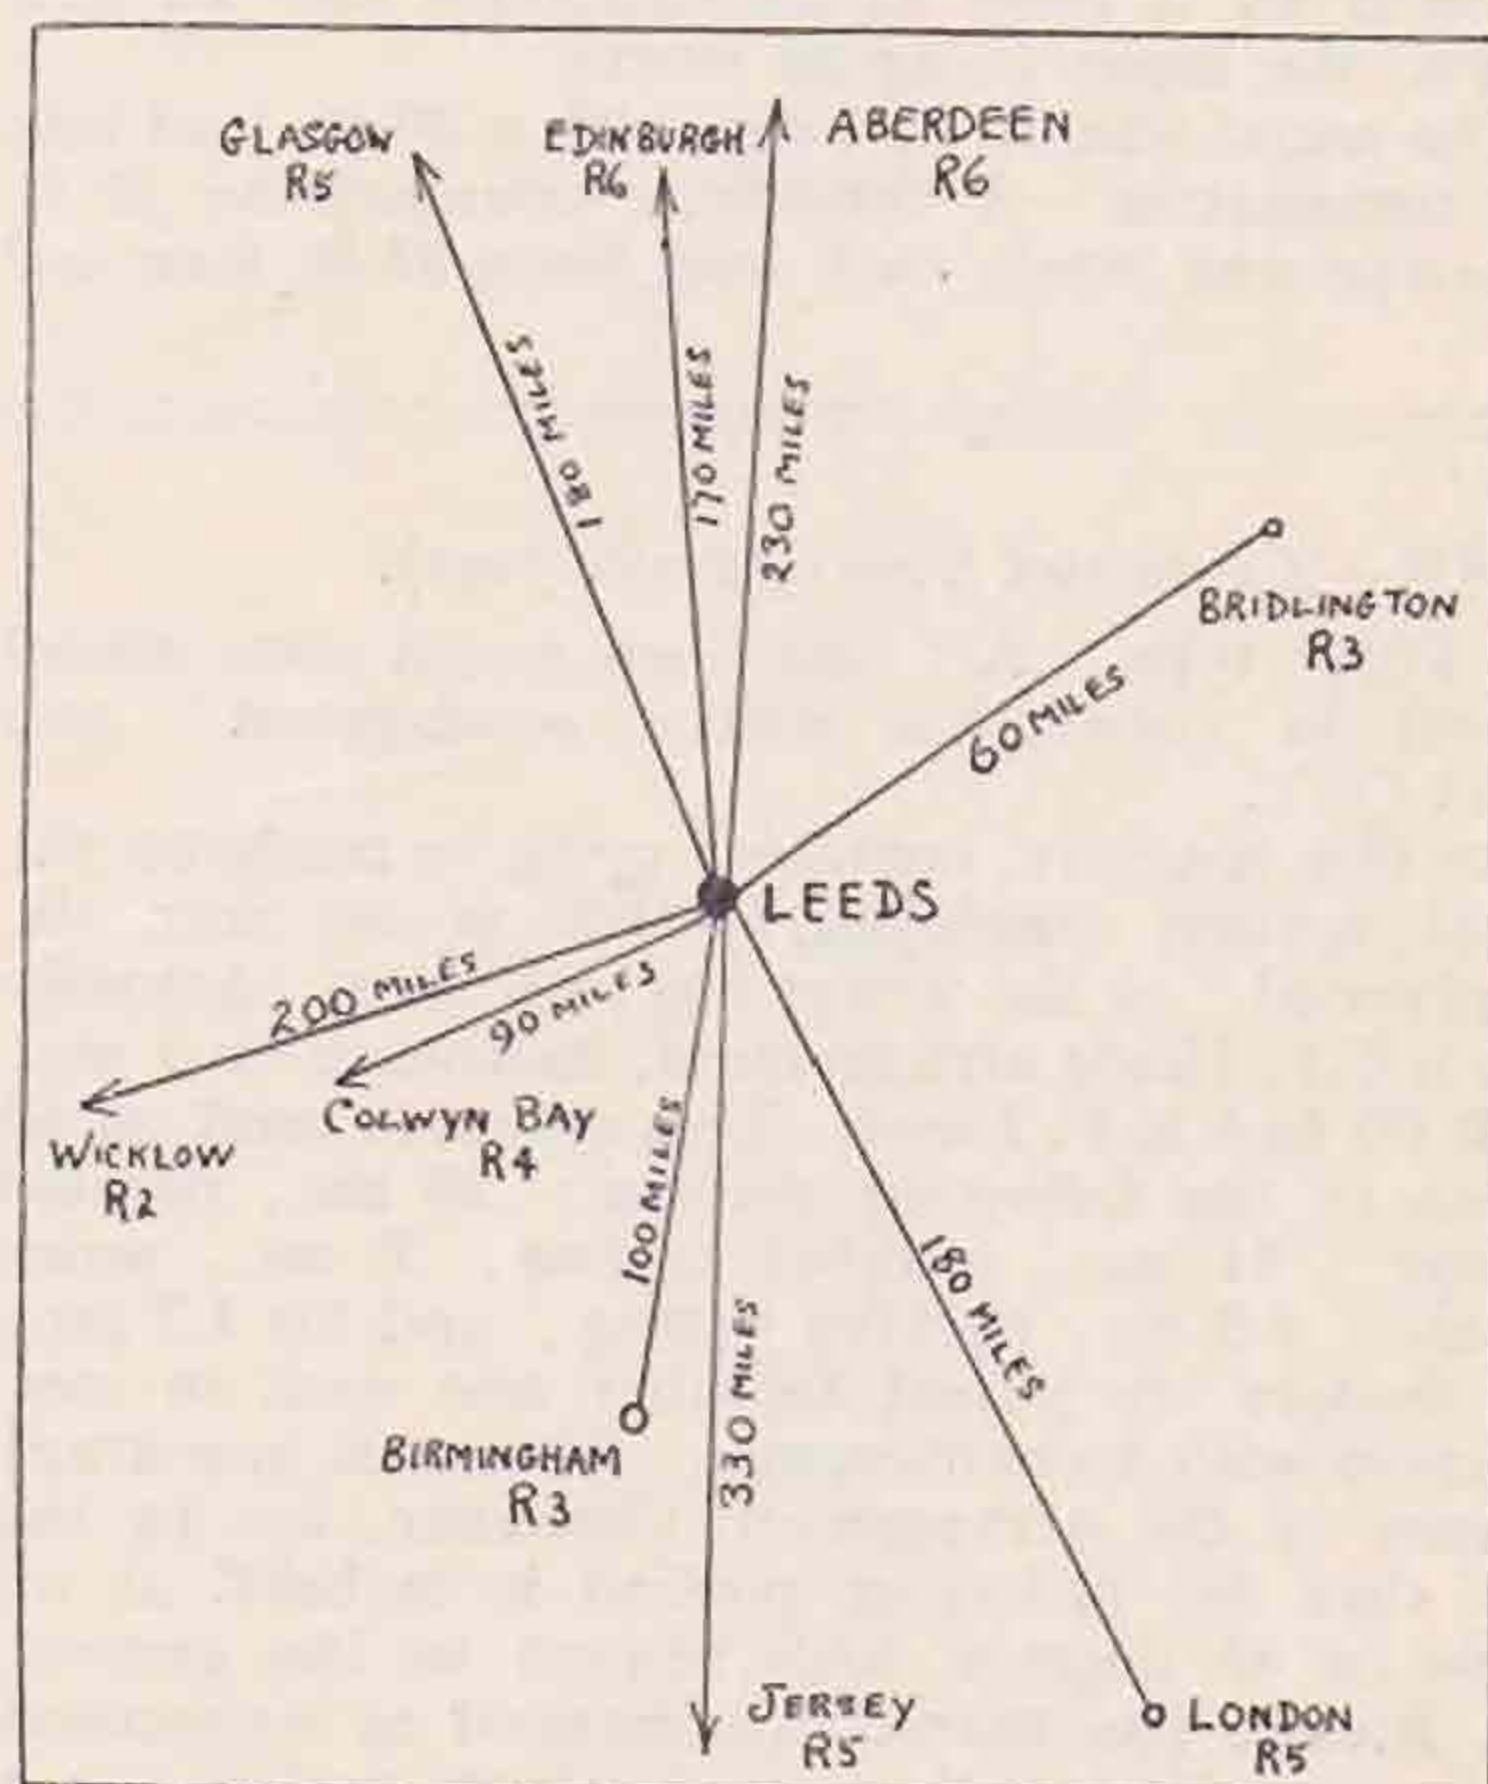 GLASGOW
R5
EDINBURGH
R6
ABERDEEN
R6
180 MILES
170 MILES
230 MILES
BRIDLINGTON
R3
60 MILES
LEEDS
200 MILES
90 MILES
WICKLOW
R2
COLWYN BAY
R4
100 MILES
180 MILES
330 MILES
BIRMINGHAM
R3
JERSEY
R5
LONDON
R5